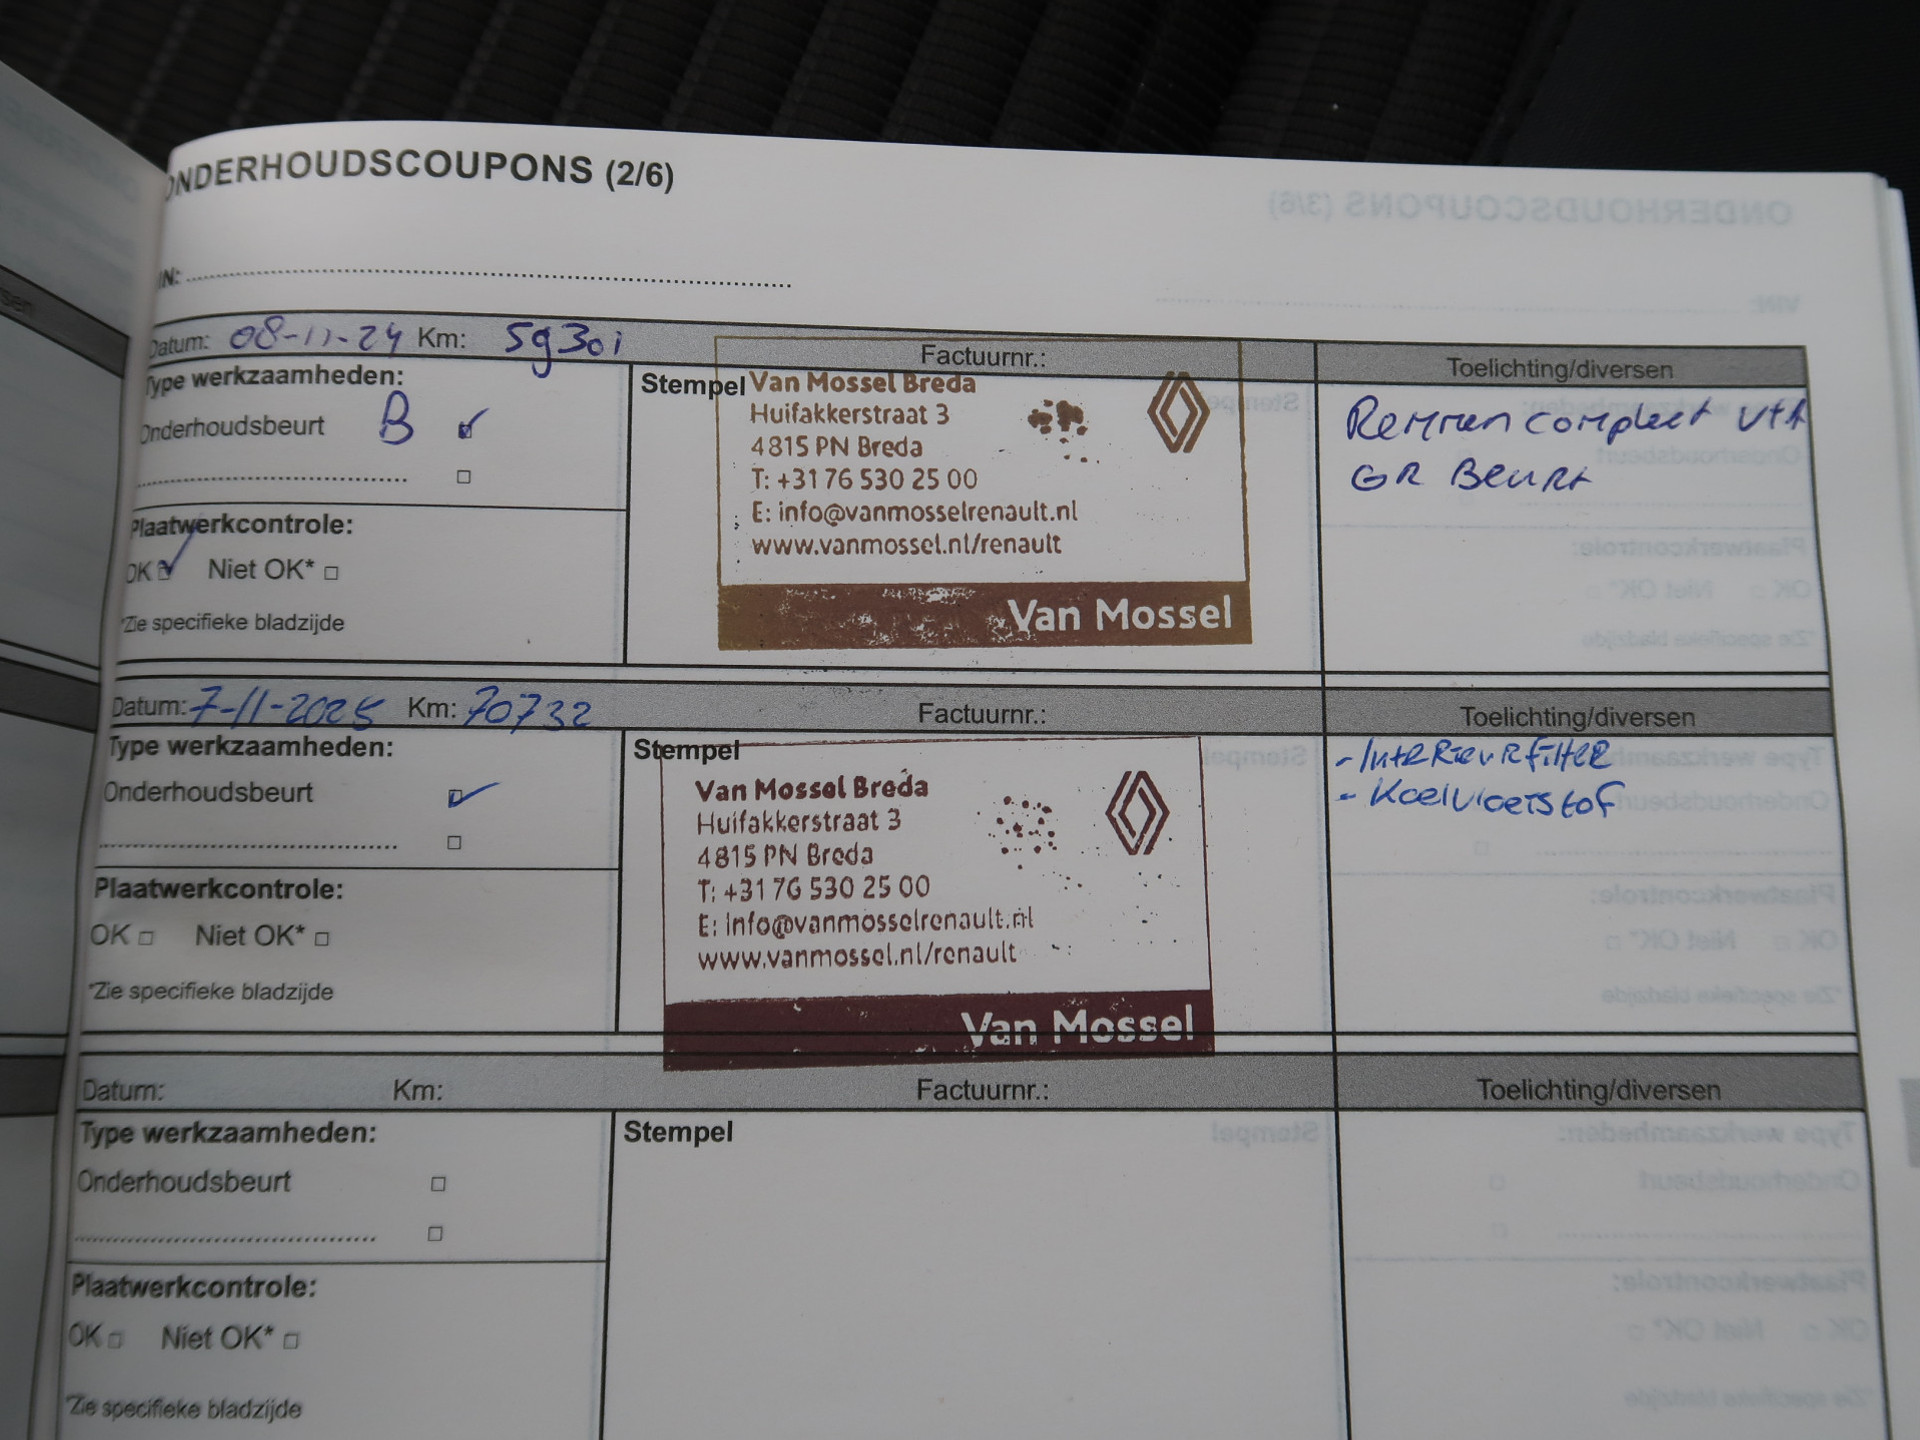 ONDERHOUDSCOUPONS (2/6)
IN:
Datum: 08-11-24 Km: 59301 Factuurnr.: Toelichting/diversen
Type werkzaamheden:
Onderhoudsbeurt B
Plaatwerkcontrole:
OK Niet OK*
*Zie specifieke bladzijde
Stempel
Van Mossel Breda
Huifakkerstraat 3
4815 PN Breda
T: +31 76 530 25 00
E: info@vanmosselrenault.nl
www.vanmossel.nl/renault
Van Mossel
Remmen compleet V+A
GR Beurt
Datum: 7-11-2025 Km: 70732 Factuurnr.: Toelichting/diversen
Type werkzaamheden:
Onderhoudsbeurt
Plaatwerkcontrole:
OK Niet OK*
*Zie specifieke bladzijde
Stempel
Van Mossel Breda
Huifakkerstraat 3
4815 PN Breda
T: +31 76 530 25 00
E: info@vanmosselrenault.nl
www.vanmossel.nl/renault
Van Mossel
- Interieurfilter
- Koelvloeistof
Datum: Km: Factuurnr.: Toelichting/diversen
Type werkzaamheden:
Onderhoudsbeurt
Plaatwerkcontrole:
OK Niet OK*
*Zie specifieke bladzijde
Stempel